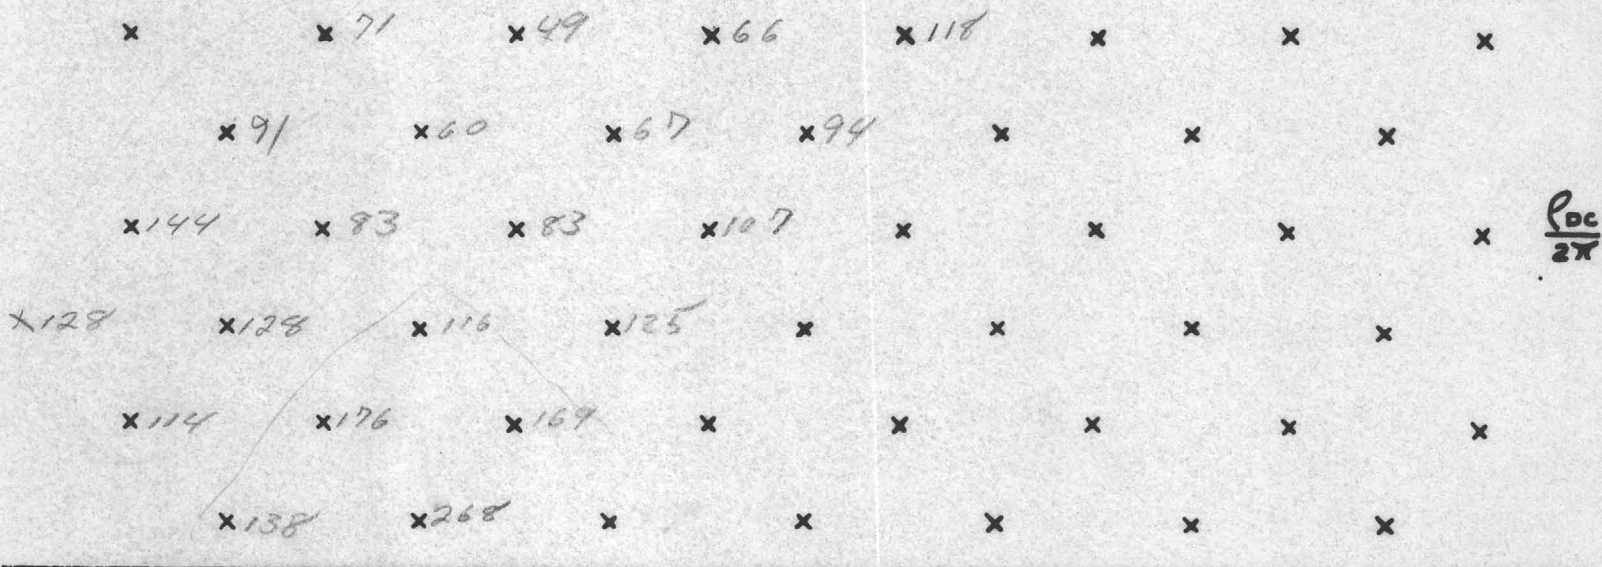 × × 71 × 49 × 66 × 118 × × ×
× 91 × 60 × 67 × 94 × × ×
× 144 × 83 × 83 × 107 × × × ×
ρDC/2π
× 128 × 128 × 116 × 125 × × × ×
× 114 × 176 × 169 × × × × ×
× 138 × 268 × × × × ×